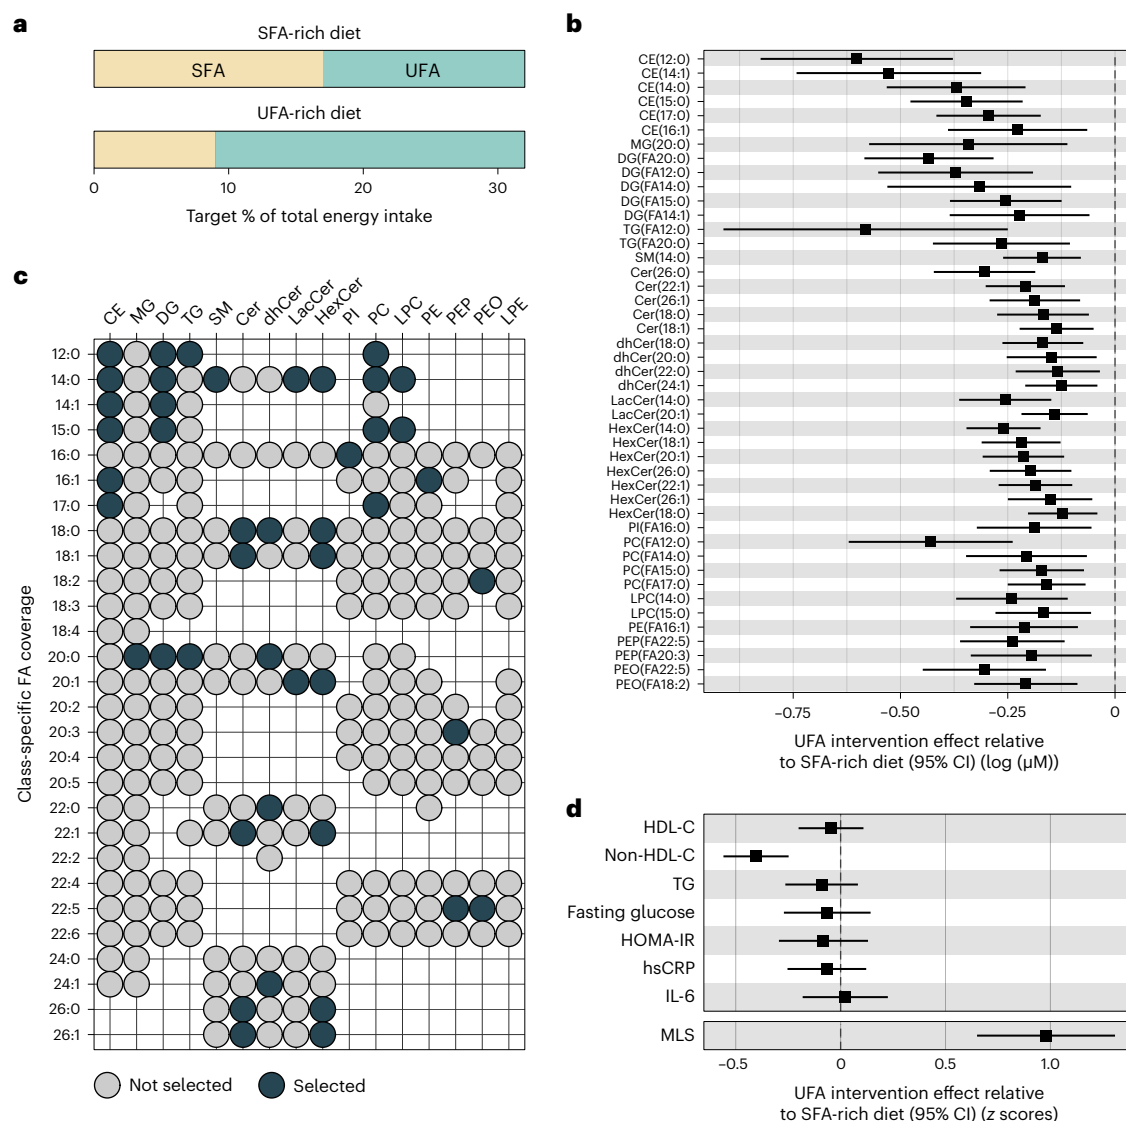 a
SFA-rich diet
SFA
UFA
UFA-rich diet
0
10
20
30
Target % of total energy intake
b
CE(12:0)
CE(14:1)
CE(14:0)
CE(15:0)
CE(17:0)
CE(16:1)
MG(20:0)
DG(FA20:0)
DG(FA12:0)
DG(FA14:0)
DG(FA15:0)
DG(FA14:1)
TG(FA12:0)
TG(FA20:0)
SM(14:0)
Cer(26:0)
Cer(22:1)
Cer(26:1)
Cer(18:0)
Cer(18:1)
dhCer(18:0)
dhCer(20:0)
dhCer(22:0)
dhCer(24:1)
LacCer(14:0)
LacCer(20:1)
HexCer(14:0)
HexCer(18:1)
HexCer(20:1)
HexCer(26:0)
HexCer(22:1)
HexCer(26:1)
HexCer(18:0)
PI(FA16:0)
PC(FA12:0)
PC(FA14:0)
PC(FA15:0)
PC(FA17:0)
LPC(14:0)
LPC(15:0)
PE(FA16:1)
PEP(FA22:5)
PEP(FA20:3)
PEO(FA22:5)
PEO(FA18:2)
−0.75
−0.50
−0.25
0
UFA intervention effect relative
to SFA-rich diet (95% CI) (log (μM))
c
CE
MG
DG
TG
SM
Cer
dhCer
LacCer
HexCer
PI
PC
LPC
PE
PEP
PEO
LPE
Class-specific FA coverage
12:0
14:0
14:1
15:0
16:0
16:1
17:0
18:0
18:1
18:2
18:3
18:4
20:0
20:1
20:2
20:3
20:4
20:5
22:0
22:1
22:2
22:4
22:5
22:6
24:0
24:1
26:0
26:1
Not selected
Selected
d
HDL-C
Non-HDL-C
TG
Fasting glucose
HOMA-IR
hsCRP
IL-6
MLS
−0.5
0
0.5
1.0
UFA intervention effect relative
to SFA-rich diet (95% CI) (z scores)